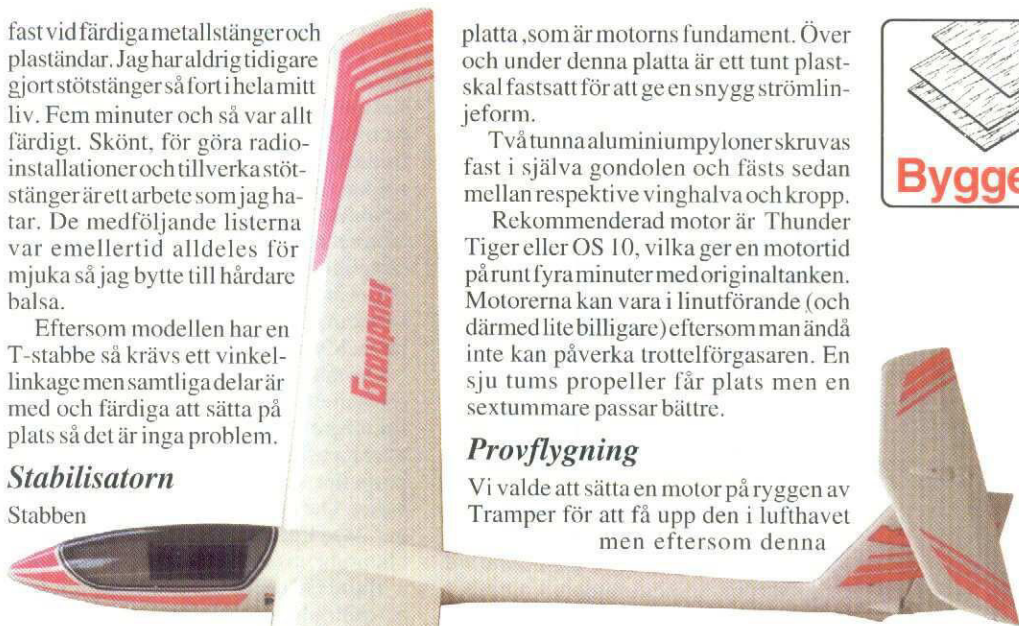 fast vid färdiga metallstänger och
plaständar. Jag har aldrig tidigare
gjort stötstänger så fort i hela mitt
liv. Fem minuter och så var allt
färdigt. Skönt, för göra radio-
installationer och tillverka stöt-
stänger är ett arbete som jag ha-
tar. De medföljande listerna
var emellertid alldeles för
mjuka så jag bytte till hårdare
balsa.
Eftersom modellen har en
T-stabbe så krävs ett vinkel-
linkage men samtliga delar är
med och färdiga att sätta på
plats så det är inga problem.
Stabilisatorn
Stabben
Graupner
platta ,som är motorns fundament. Över
och under denna platta är ett tunt plast-
skal fastsatt för att ge en snygg strömlin-
jeform.
Två tunna aluminiumpyloner skruvas
fast i själva gondolen och fästs sedan
mellan respektive vinghalva och kropp.
Rekommenderad motor är Thunder
Tiger eller OS 10, vilka ger en motortid
på runt fyra minuter med originaltanken.
Motorerna kan vara i linutförande (och
därmed lite billigare) eftersom man ändå
inte kan påverka trottelförgasaren. En
sju tums propeller får plats men en
sextummare passar bättre.
Provflygning
Vi valde att sätta en motor på ryggen av
Tramper för att få upp den i lufthavet
men eftersom denna
Bygge